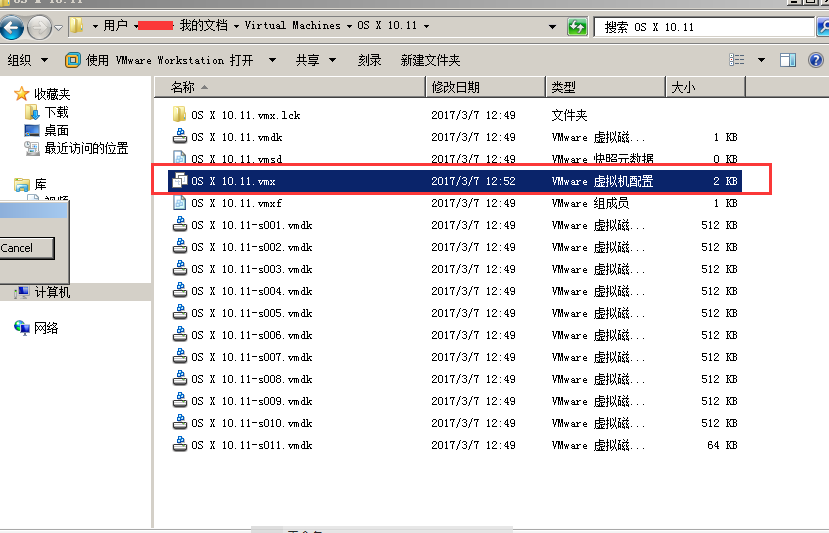 用户 我的文档 Virtual Machines OS X 10.11 搜索 OS X 10.11
组织 使用 VMware Workstation 打开 共享 刻录 新建文件夹
收藏夹
下载
桌面
最近访问的位置
库
Cancel
计算机
网络
名称 修改日期 类型 大小
OS X 10.11.vmx.lck 2017/3/7 12:49 文件夹
OS X 10.11.vmdk 2017/3/7 12:49 VMware 虚拟磁... 1 KB
OS X 10.11.vmsd 2017/3/7 12:49 VMware 快照元数据 0 KB
OS X 10.11.vmx 2017/3/7 12:52 VMware 虚拟机配置 2 KB
OS X 10.11.vmxf 2017/3/7 12:49 VMware 组成员 1 KB
OS X 10.11-s001.vmdk 2017/3/7 12:49 VMware 虚拟磁... 512 KB
OS X 10.11-s002.vmdk 2017/3/7 12:49 VMware 虚拟磁... 512 KB
OS X 10.11-s003.vmdk 2017/3/7 12:49 VMware 虚拟磁... 512 KB
OS X 10.11-s004.vmdk 2017/3/7 12:49 VMware 虚拟磁... 512 KB
OS X 10.11-s005.vmdk 2017/3/7 12:49 VMware 虚拟磁... 512 KB
OS X 10.11-s006.vmdk 2017/3/7 12:49 VMware 虚拟磁... 512 KB
OS X 10.11-s007.vmdk 2017/3/7 12:49 VMware 虚拟磁... 512 KB
OS X 10.11-s008.vmdk 2017/3/7 12:49 VMware 虚拟磁... 512 KB
OS X 10.11-s009.vmdk 2017/3/7 12:49 VMware 虚拟磁... 512 KB
OS X 10.11-s010.vmdk 2017/3/7 12:49 VMware 虚拟磁... 512 KB
OS X 10.11-s011.vmdk 2017/3/7 12:49 VMware 虚拟磁... 64 KB